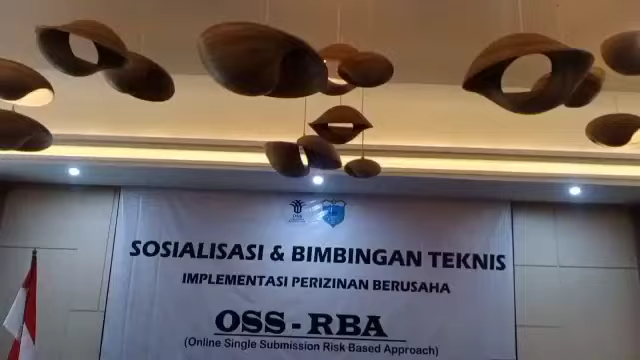 SOSIALISASI & BIMBINGAN TEKNIS
IMPLEMENTASI PERIZINAN BERUSAHA
OSS - RBA
(Online Single Submission Risk Based Approach)